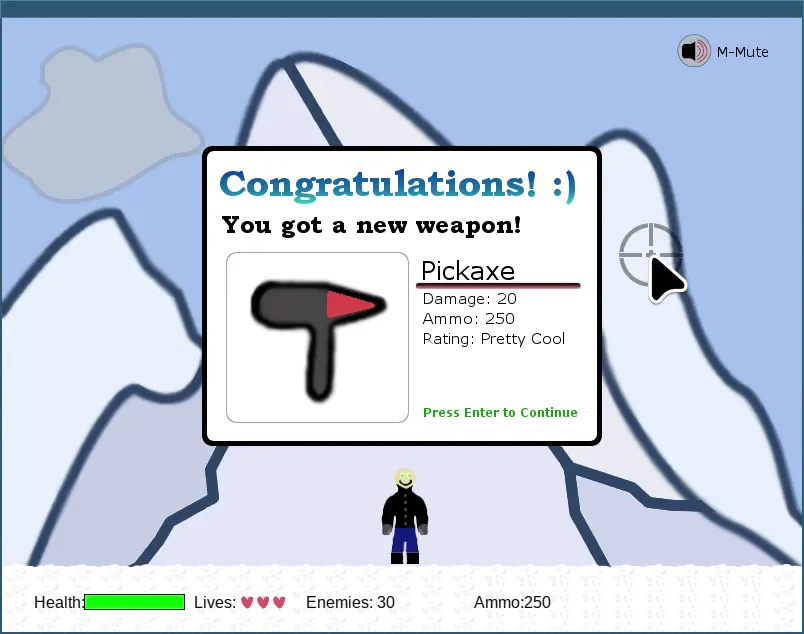 M-Mute
Congratulations! :)
You got a new weapon!
Pickaxe
Damage: 20
Ammo: 250
Rating: Pretty Cool
Press Enter to Continue
Health: Lives: Enemies: 30 Ammo:250